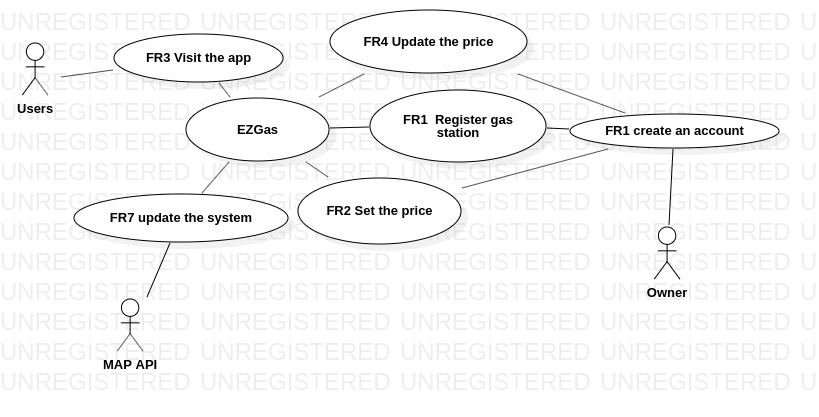 FR4 Update the price
FR3 Visit the app
Users
EZGas
FR1 Register gas
station
FR1 create an account
FR2 Set the price
FR7 update the system
Owner
MAP API
UNREGISTERED UNREGISTERED UNREGISTERED UNREGISTERED U